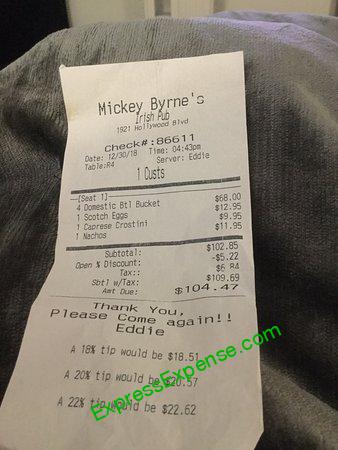 Mickey Byrne's
Irish Pub
1921 Hollywood Blvd
Check#:86611
Date: 12/30/18 Time: 04:43pm
Table:R4 Server: Eddie
1 Custs
[Seat 1]
4 Domestic Btl Bucket $68.00
1 Scotch Eggs $12.95
1 Caprese Crostini $9.95
1 Nachos $11.95
Subtotal: $102.85
Open % Discount: -$5.22
Tax:: $6.84
Sbtl w/Tax: $109.69
Amt Due: $104.47
Thank You,
Please Come again!!
Eddie
A 18% tip would be $18.51
A 20% tip would be $20.57
A 22% tip would be $22.62
ExpressExpense.com